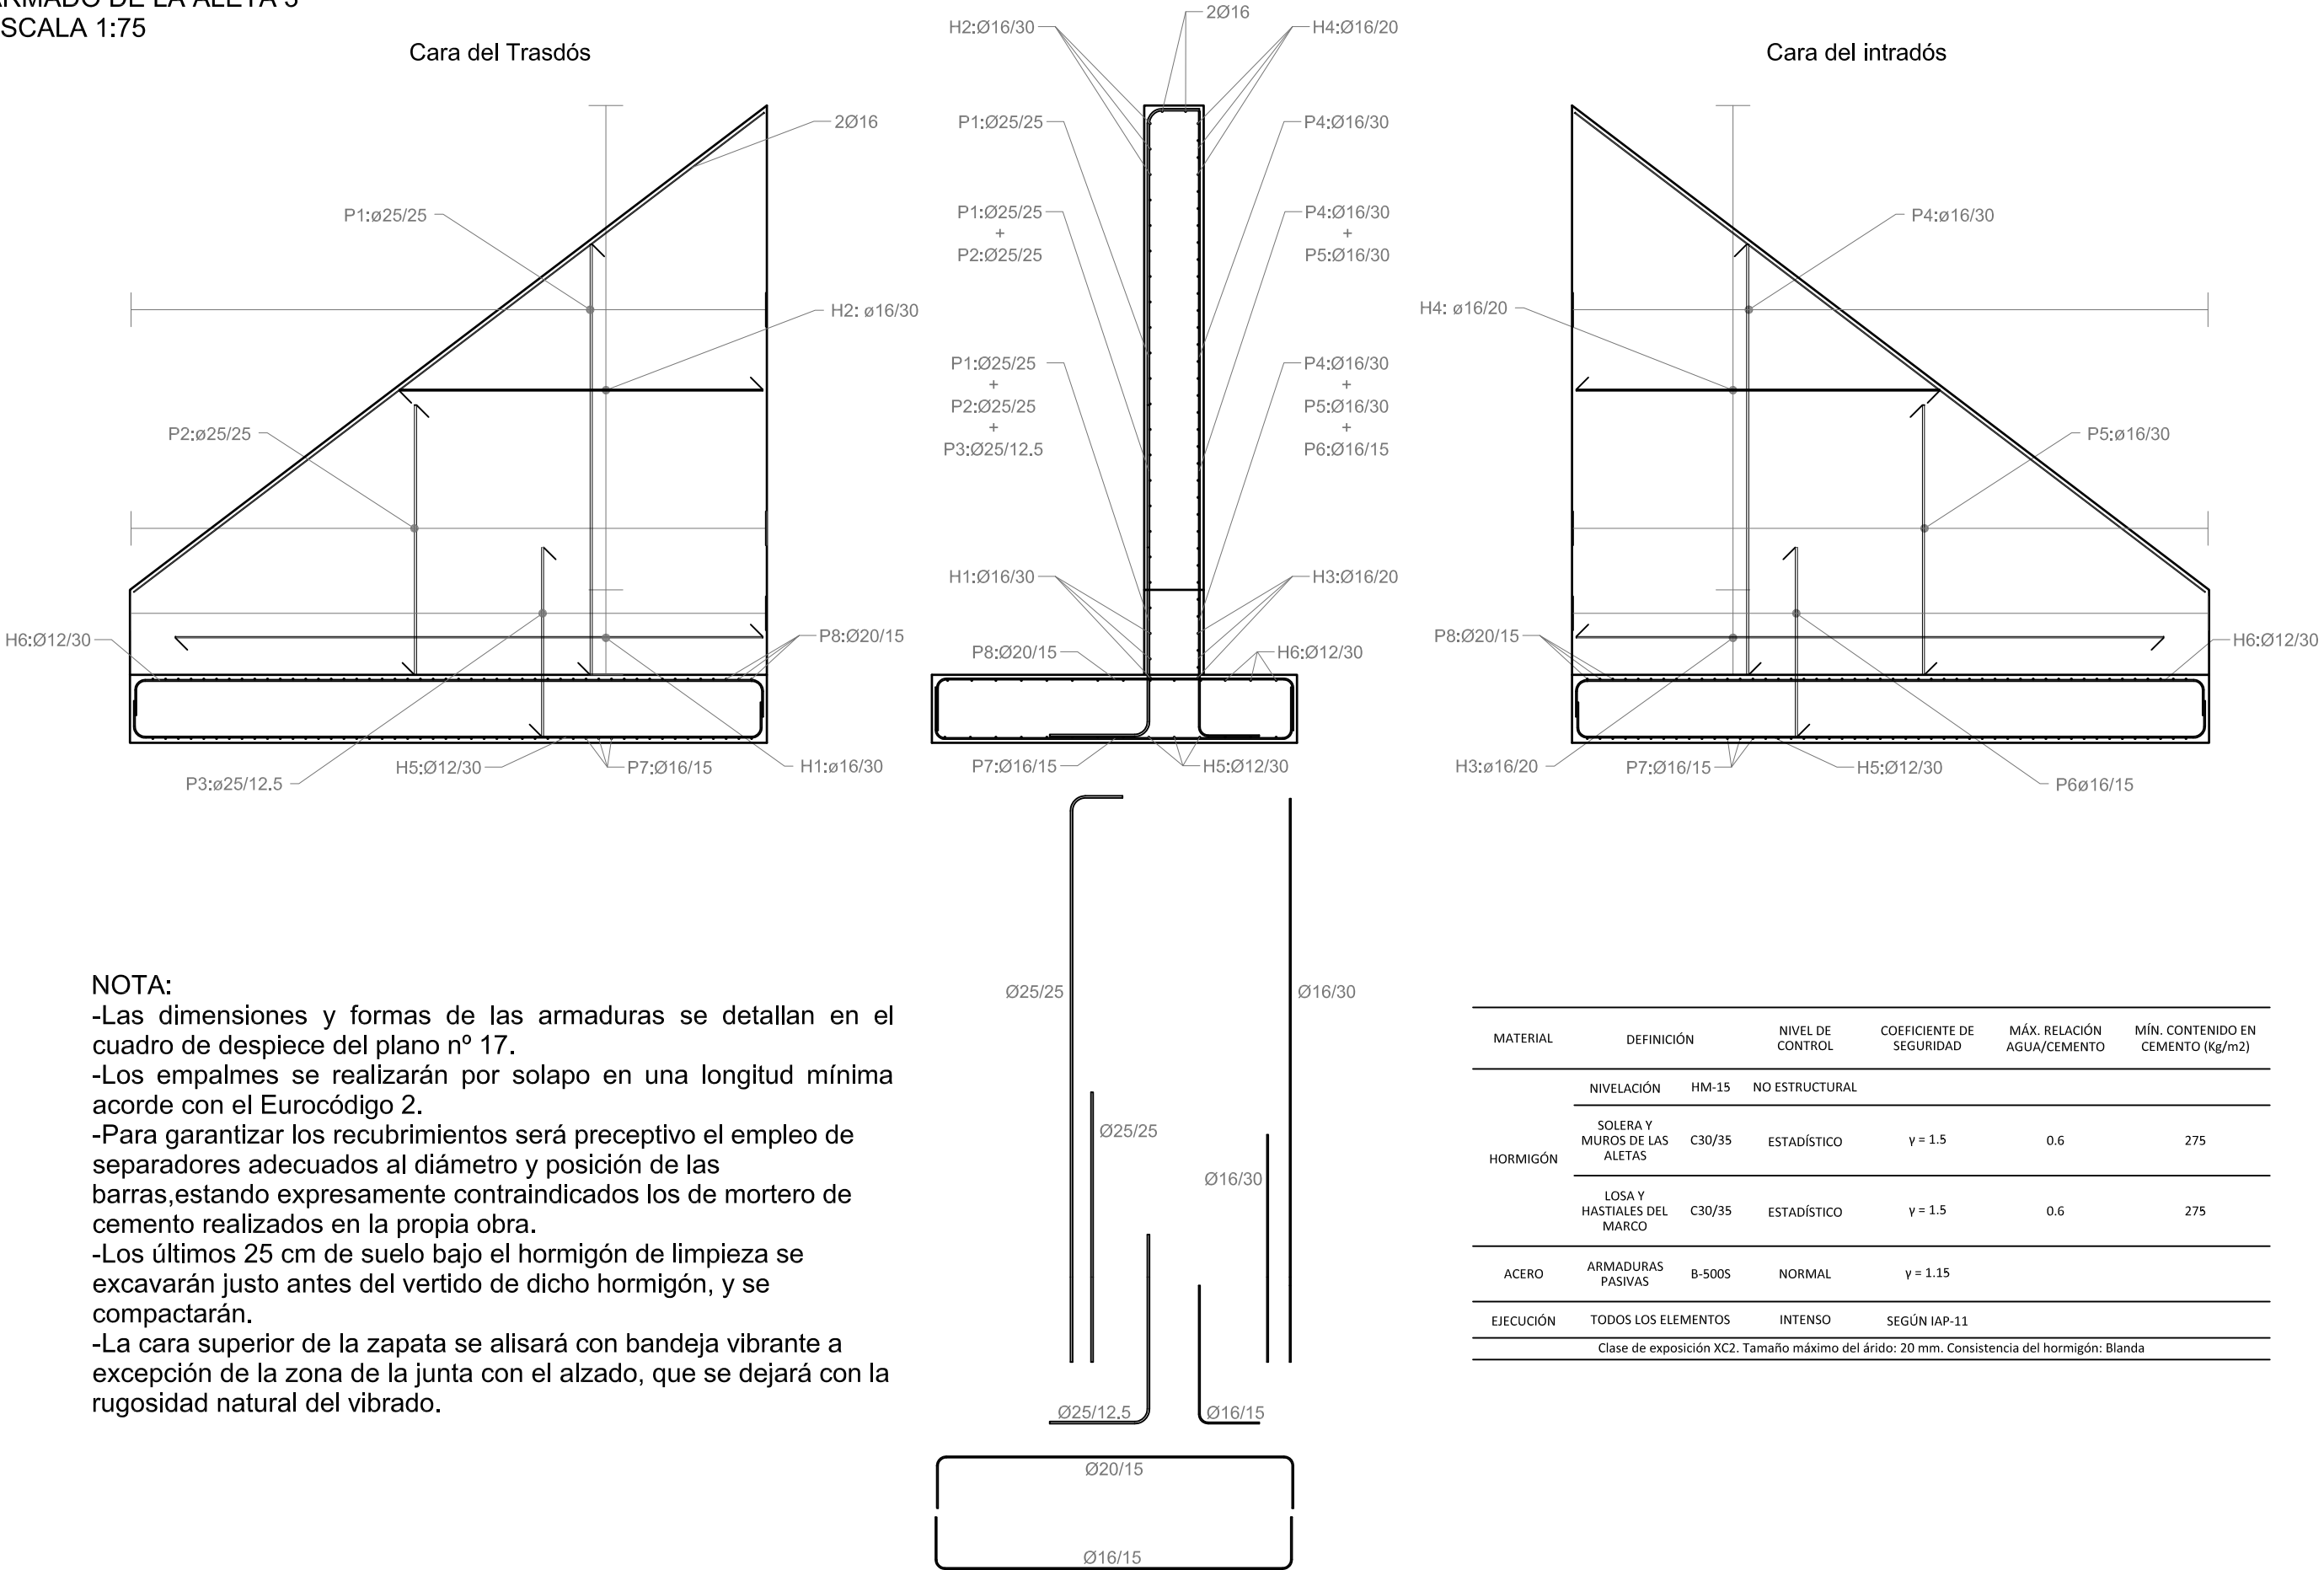 ARMADO DE LA ALETA 3
SCALA 1:75
Cara del Trasdós
2Ø16
P1:ø25/25
H2: ø16/30
P2:ø25/25
H6:Ø12/30
P8:Ø20/15
P3:ø25/12.5
H5:Ø12/30
P7:Ø16/15
H1:ø16/30
2Ø16
H2:Ø16/30
H4:Ø16/20
P1:Ø25/25
P4:Ø16/30
P1:Ø25/25
+
P2:Ø25/25
P4:Ø16/30
+
P5:Ø16/30
P1:Ø25/25
+
P2:Ø25/25
+
P3:Ø25/12.5
P4:Ø16/30
+
P5:Ø16/30
+
P6:Ø16/15
H1:Ø16/30
H3:Ø16/20
P8:Ø20/15
H6:Ø12/30
P7:Ø16/15
H5:Ø12/30
Cara del intradós
P4:ø16/30
H4: ø16/20
P5:ø16/30
P8:Ø20/15
H6:Ø12/30
H3:ø16/20
P7:Ø16/15
H5:Ø12/30
P6ø16/15
Ø25/25
Ø16/30
Ø25/25
Ø16/30
Ø25/12.5
Ø16/15
Ø20/15
Ø16/15
NOTA:
-Las dimensiones y formas de las armaduras se detallan en el
cuadro de despiece del plano nº 17.
-Los empalmes se realizarán por solapo en una longitud mínima
acorde con el Eurocódigo 2.
-Para garantizar los recubrimientos será preceptivo el empleo de
separadores adecuados al diámetro y posición de las
barras,estando expresamente contraindicados los de mortero de
cemento realizados en la propia obra.
-Los últimos 25 cm de suelo bajo el hormigón de limpieza se
excavarán justo antes del vertido de dicho hormigón, y se
compactarán.
-La cara superior de la zapata se alisará con bandeja vibrante a
excepción de la zona de la junta con el alzado, que se dejará con la
rugosidad natural del vibrado.
MATERIAL DEFINICIÓN NIVEL DE CONTROL COEFICIENTE DE SEGURIDAD MÁX. RELACIÓN AGUA/CEMENTO MÍN. CONTENIDO EN CEMENTO (Kg/m2)
HORMIGÓN
NIVELACIÓN HM-15 NO ESTRUCTURAL
SOLERA Y MUROS DE LAS ALETAS C30/35 ESTADÍSTICO γ = 1.5 0.6 275
LOSA Y HASTIALES DEL MARCO C30/35 ESTADÍSTICO γ = 1.5 0.6 275
ACERO ARMADURAS PASIVAS B-500S NORMAL γ = 1.15
EJECUCIÓN TODOS LOS ELEMENTOS INTENSO SEGÚN IAP-11
Clase de exposición XC2. Tamaño máximo del árido: 20 mm. Consistencia del hormigón: Blanda